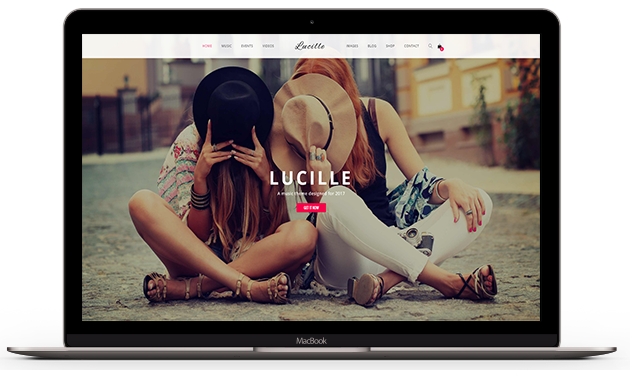 HOME MUSIC EVENTS VIDEOS Lucille IMAGES BLOG SHOP CONTACT
LUCILLE
A music theme designed for 2017
GET IT NOW
MacBook